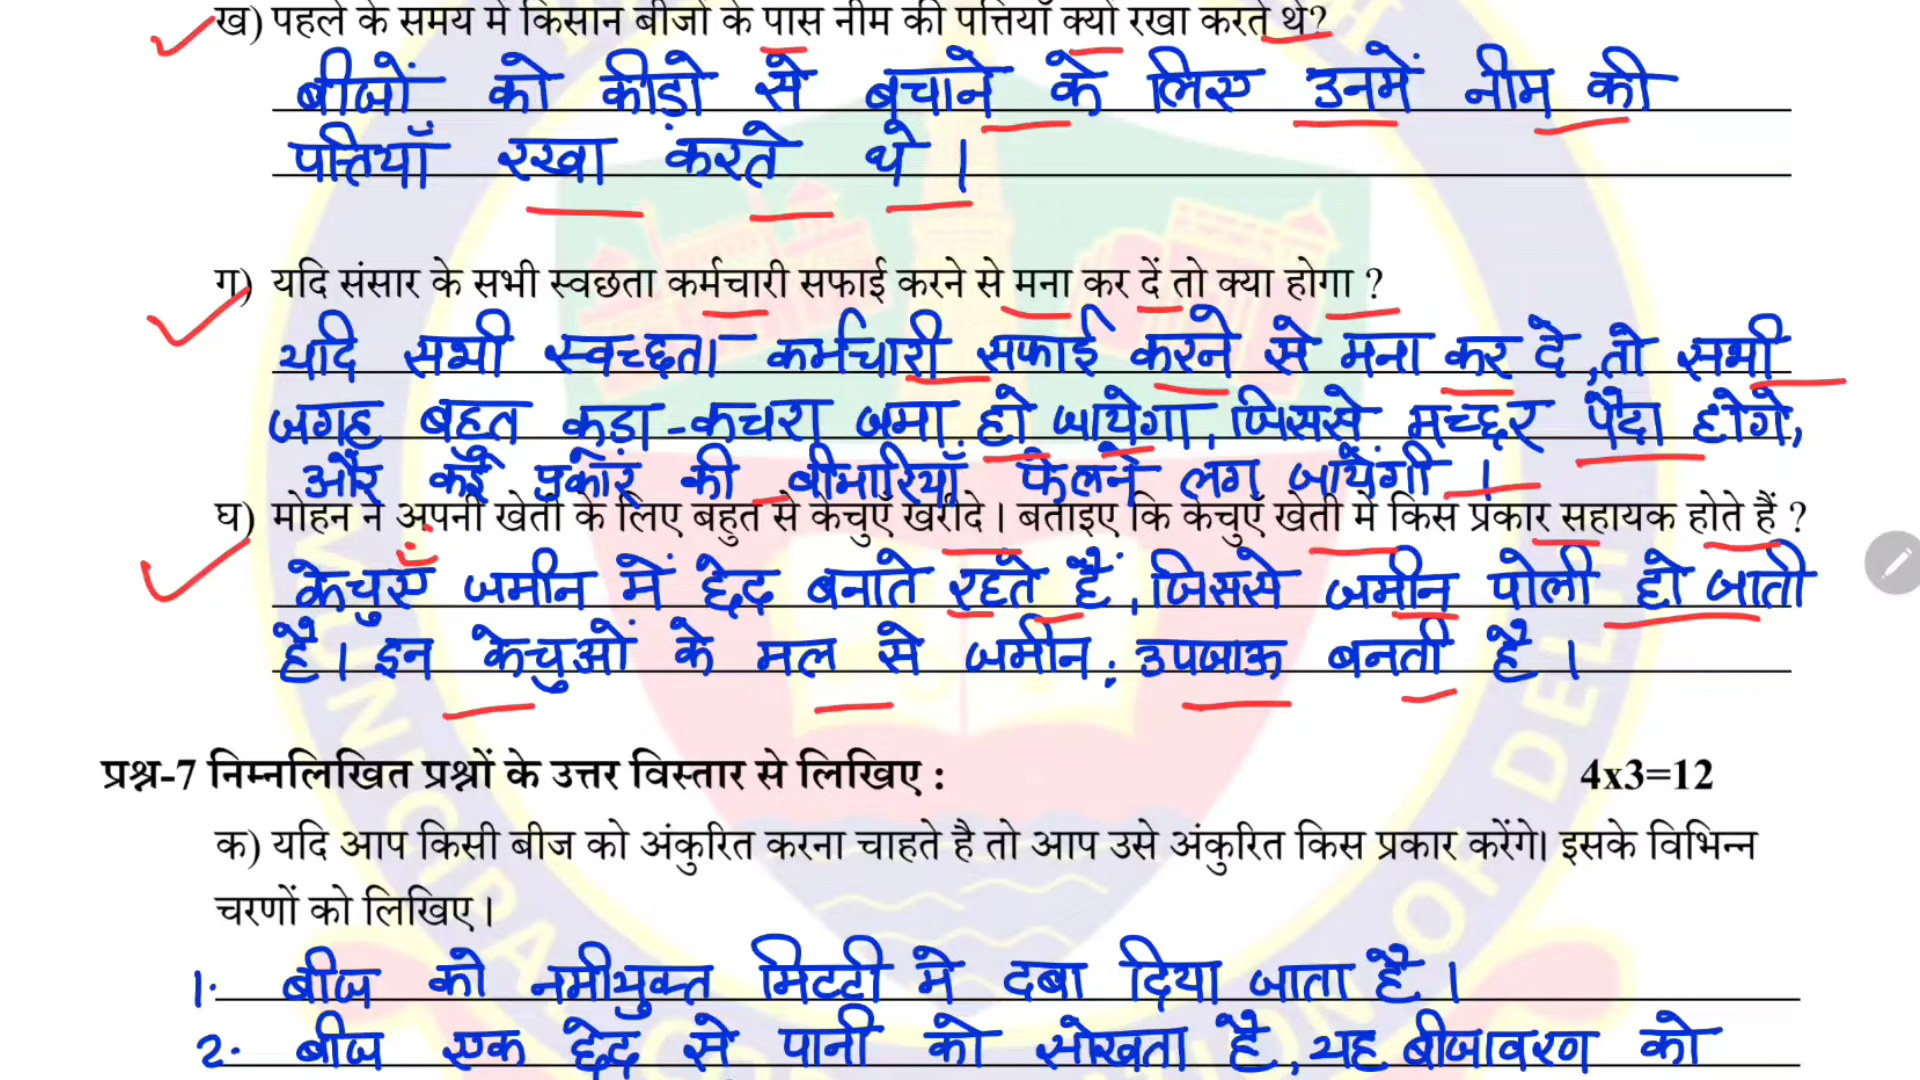 ख) पहले के समय में किसान बीजों के पास नीम की पत्तियाँ क्यों रखा करते थे?
बीजों को कीड़ो से बचाने के लिए उनमें नीम की
पत्तियाँ रखा करते थे ।
ग) यदि संसार के सभी स्वछता कर्मचारी सफाई करने से मना कर दें तो क्या होगा ?
यदि सभी स्वच्छता कर्मचारी सफाई करने से मना कर दे, तो सभी
जगह बहुत कूड़ा-कचरा जमा हो जायेगा, जिससे मच्छर पैदा होगे,
और कई प्रकार की बीमारियाँ फैलने लग जायेंगी ।
घ) मोहन ने अपनी खेती के लिए बहुत से केचुएँ खरीदे । बताइए कि केचुएँ खेती में किस प्रकार सहायक होते हैं ?
केचुएँ जमीन में छेद बनाते रहते हैं, जिससे जमीन पोली हो जाती
है । इन केचुओं के मल से जमीन उपजाऊ बनती है ।
प्रश्न-7 निम्नलिखित प्रश्नों के उत्तर विस्तार से लिखिए : 4x3=12
क) यदि आप किसी बीज को अंकुरित करना चाहते है तो आप उसे अंकुरित किस प्रकार करेंगे। इसके विभिन्न
चरणों को लिखिए ।
1. बीज को नमीयुक्त मिटटी मे दबा दिया जाता है ।
2. बीज एक छेद से पानी को सोखता है, यह बीजावरण को